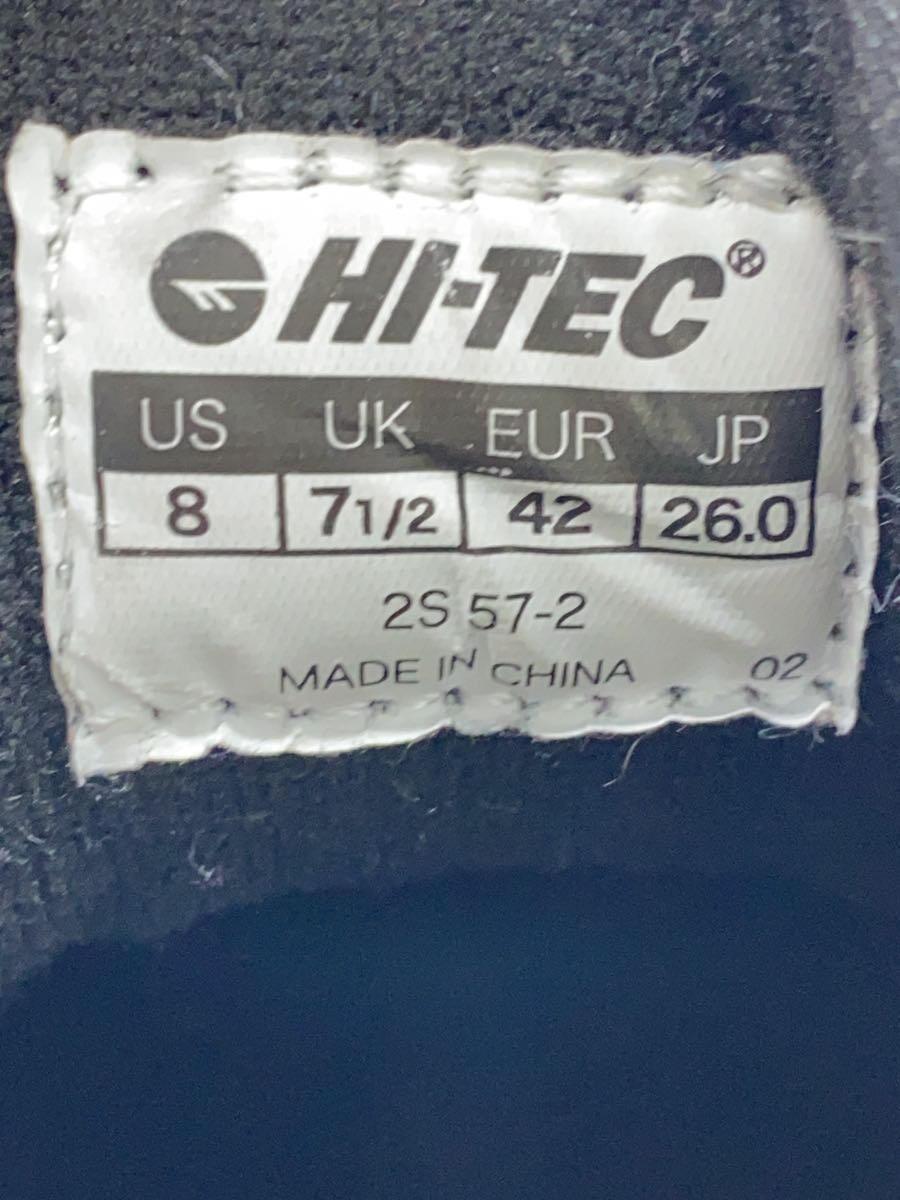 HI-TEC®
US UK EUR JP
8 7 1/2 42 26.0
2S 57-2
MADE IN CHINA 02